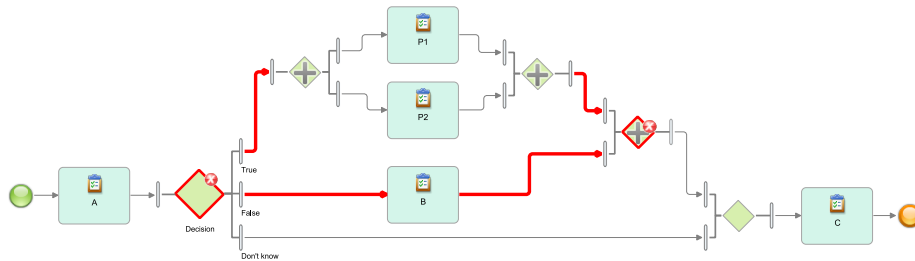 P1
P2
True
A
False
B
Decision
C
Don't know